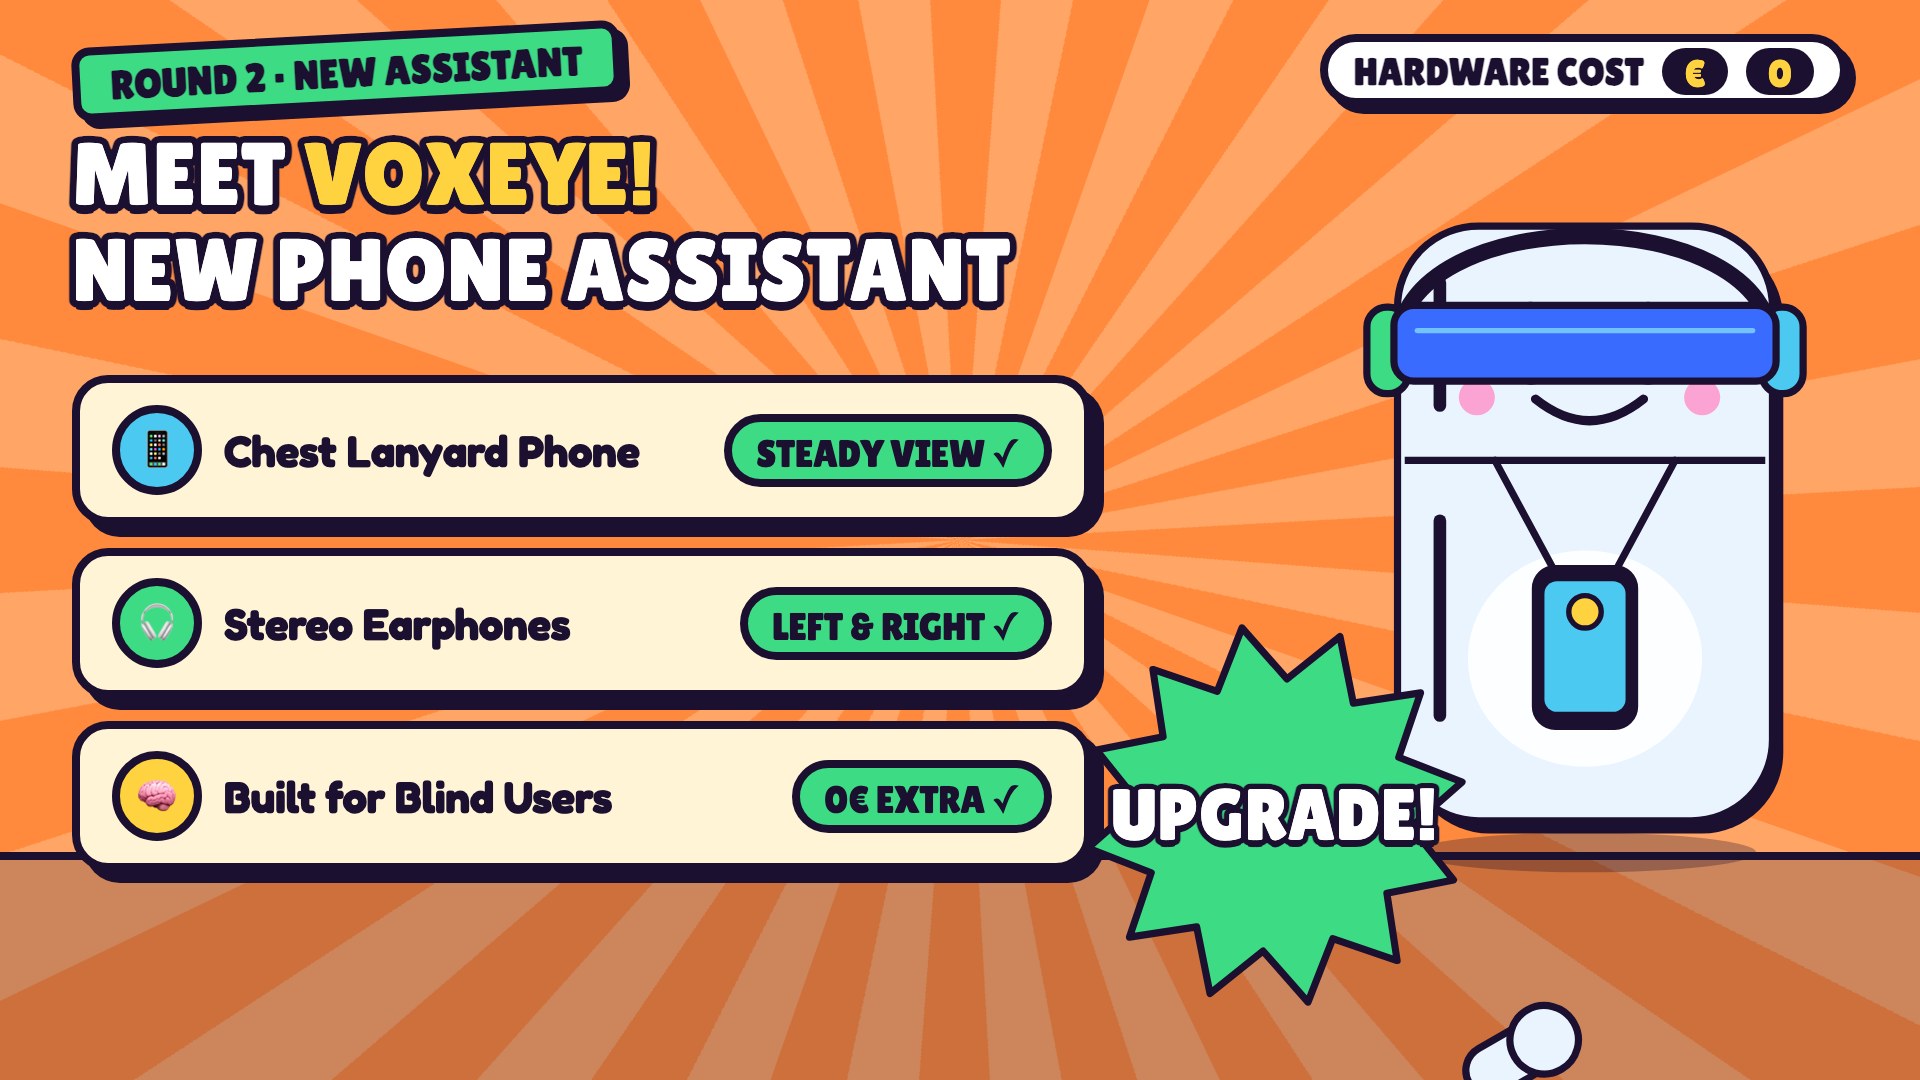 ROUND 2 · NEW ASSISTANT
HARDWARE COST € 0
MEET VOXEYE!
NEW PHONE ASSISTANT
Chest Lanyard Phone
STEADY VIEW ✓
Stereo Earphones
LEFT & RIGHT ✓
Built for Blind Users
0€ EXTRA ✓
UPGRADE!